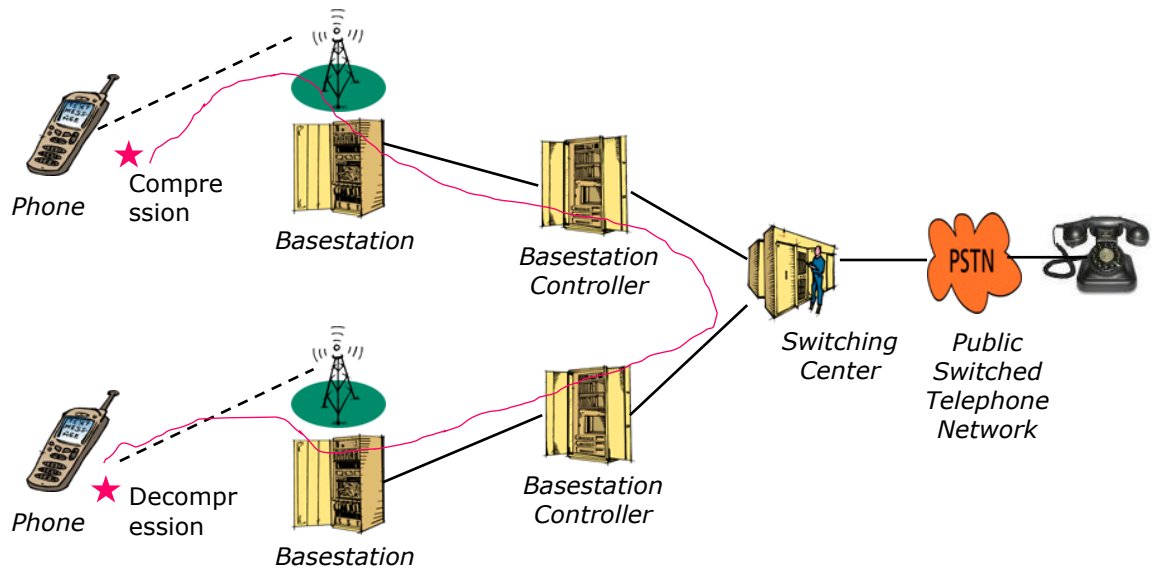 Phone
Compre
ssion
Basestation
Basestation
Controller
Switching
Center
PSTN
Public
Switched
Telephone
Network
Phone
Decompr
ession
Basestation
Basestation
Controller